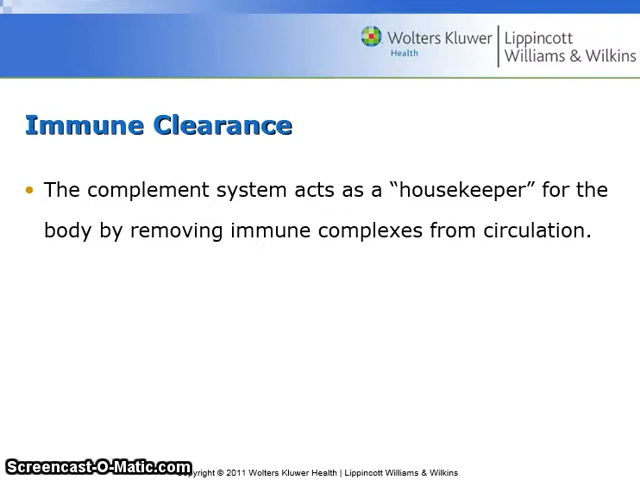 Wolters Kluwer
Health
Lippincott
Williams & Wilkins
Immune Clearance
• The complement system acts as a “housekeeper” for the
body by removing immune complexes from circulation.
Screencast-O-Matic.com
opyright © 2011 Wolters Kluwer Health | Lippincott Williams & Wilkins